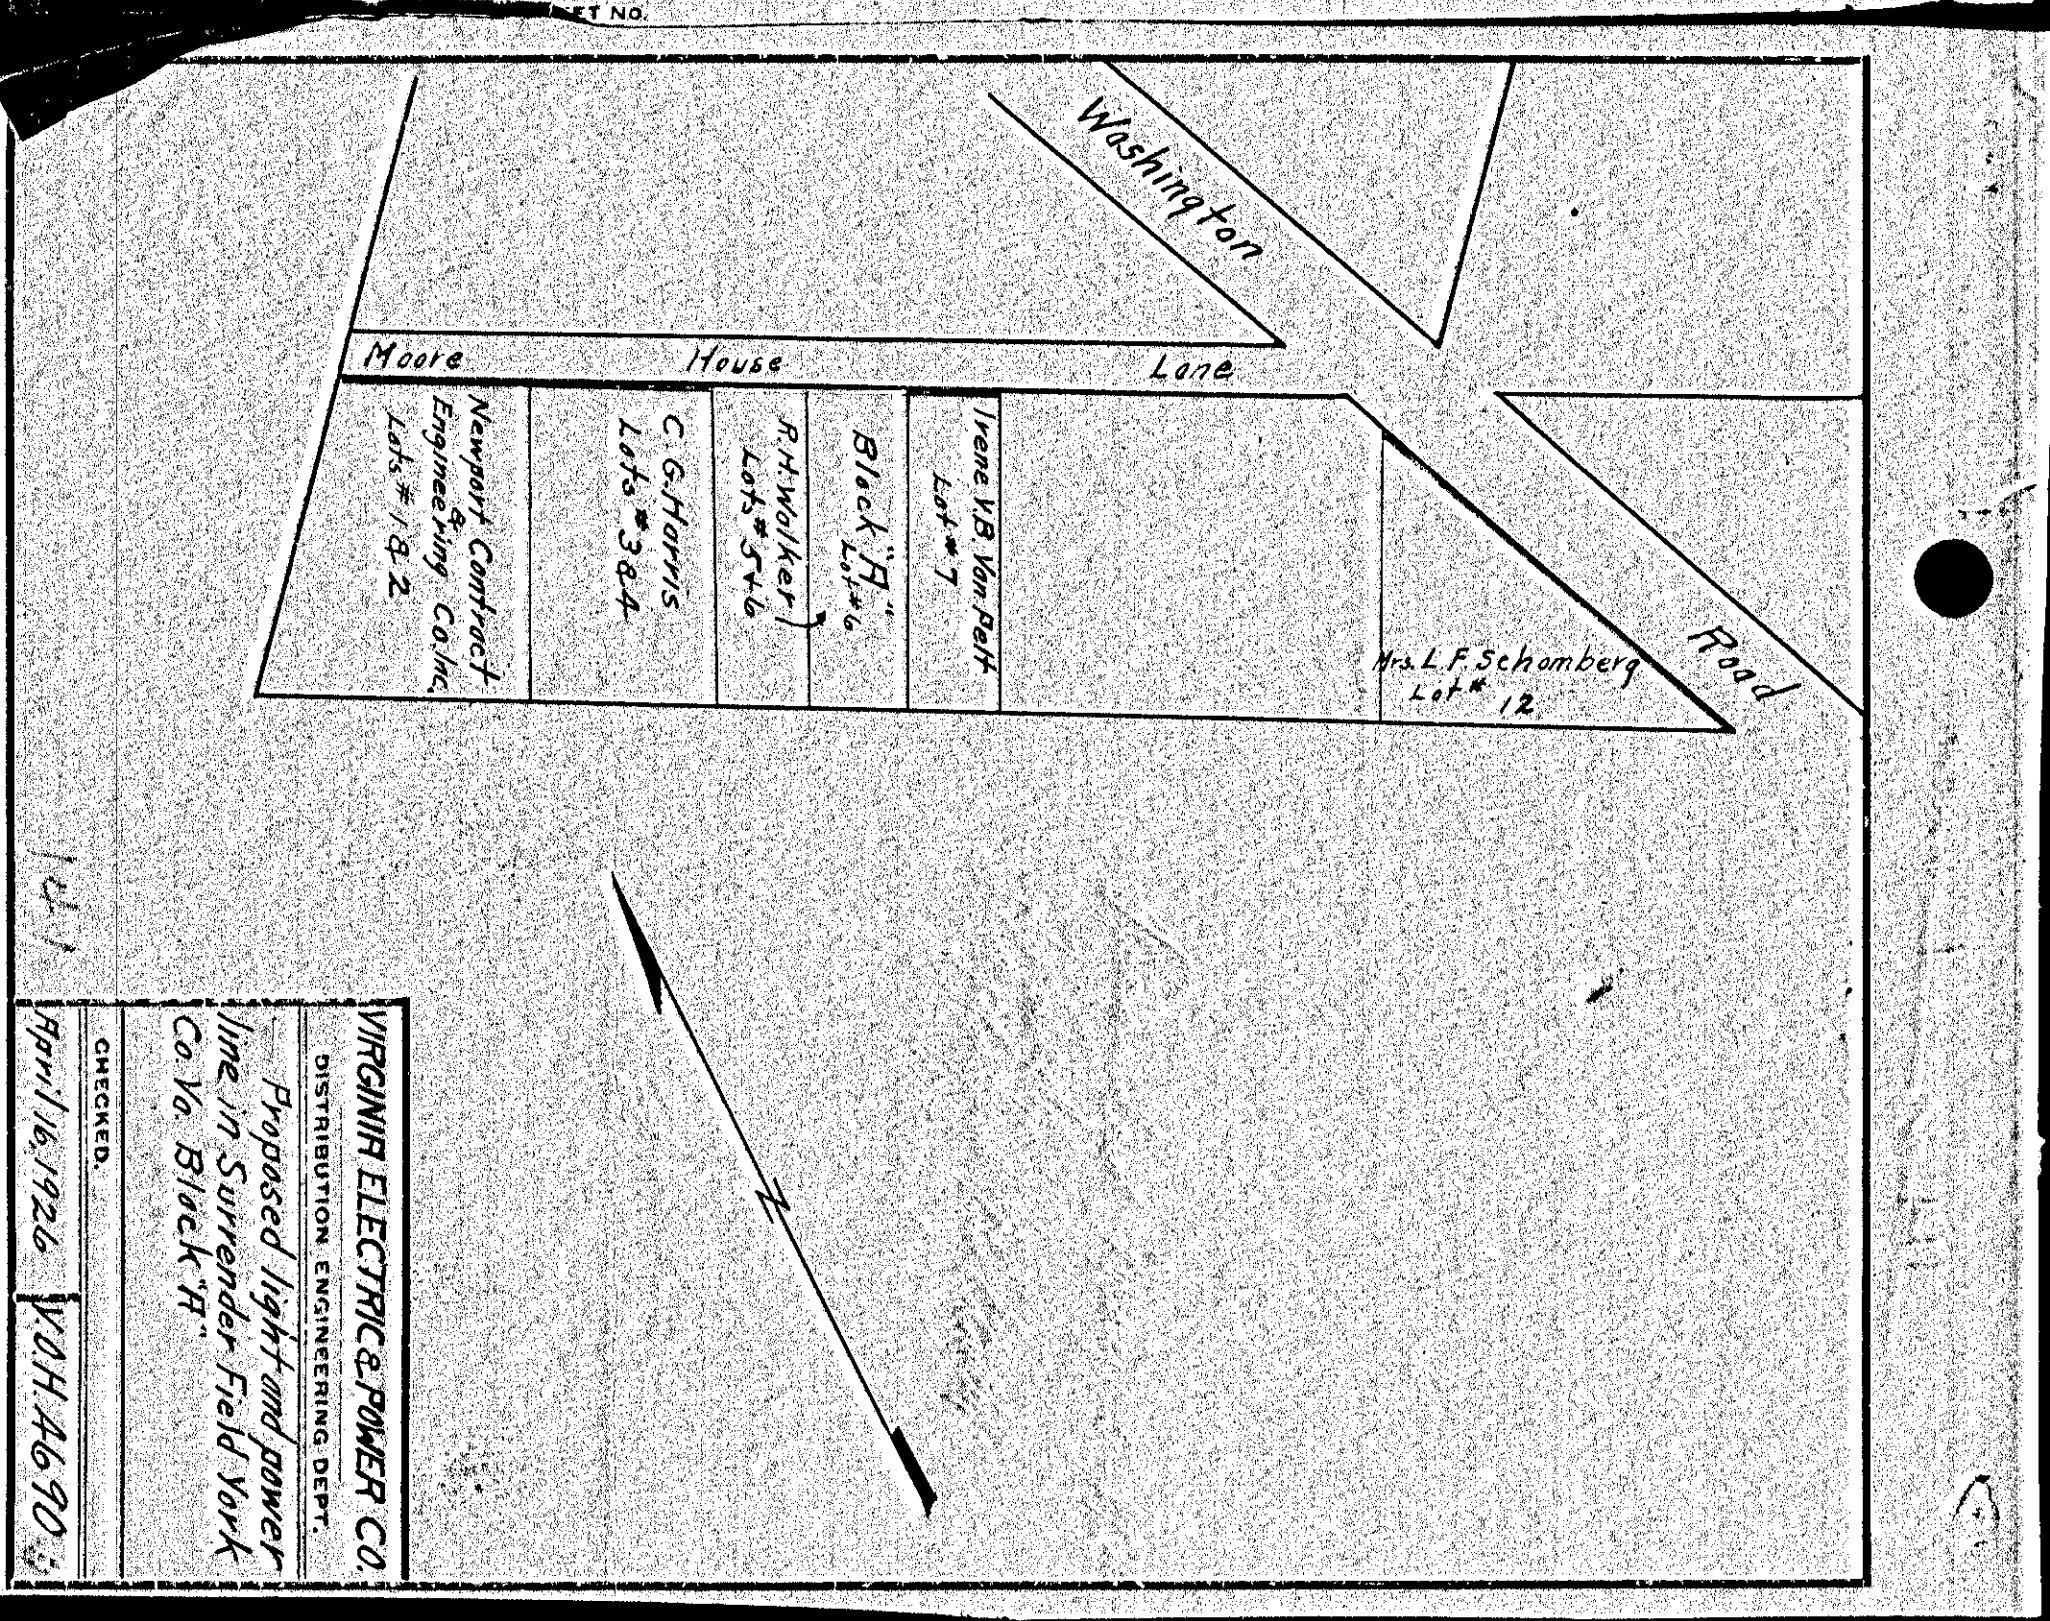 ET NO.
Washington
Road
Moore House Lane
Newport Contract
&
Engineering Co. Inc.
Lots # 1 & 2
C. G. Harris
Lots # 3 & 4
R. H. Walker
Lots # 5 + 6
Block "A"
Lot # 6
Irene V.B. Van Pelt
Lot # 7
Mrs. L. F. Schomberg
Lot # 12
N
VIRGINIA ELECTRIC & POWER CO.
DISTRIBUTION ENGINEERING DEPT.
Proposed light and power
line in Surrender Field York
Co. Va. Block "A"
CHECKED.
April 16, 1926 V.O.H. A690